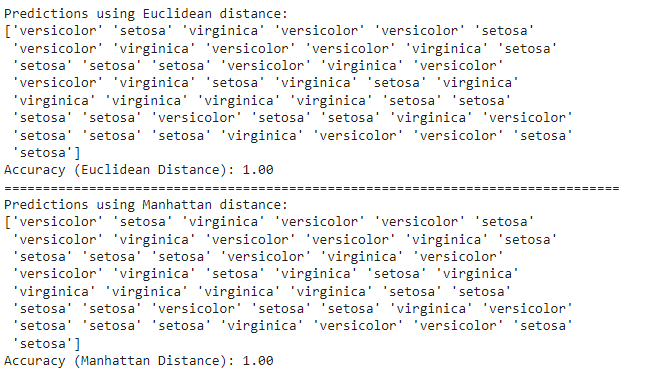 Predictions using Euclidean distance:
['versicolor' 'setosa' 'virginica' 'versicolor' 'versicolor' 'setosa'
 'versicolor' 'virginica' 'versicolor' 'versicolor' 'virginica' 'setosa'
 'setosa' 'setosa' 'setosa' 'versicolor' 'virginica' 'versicolor'
 'versicolor' 'virginica' 'setosa' 'virginica' 'setosa' 'virginica'
 'virginica' 'virginica' 'virginica' 'virginica' 'setosa' 'setosa'
 'setosa' 'setosa' 'versicolor' 'setosa' 'setosa' 'virginica' 'versicolor'
 'setosa' 'setosa' 'setosa' 'virginica' 'versicolor' 'versicolor' 'setosa'
 'setosa']
Accuracy (Euclidean Distance): 1.00
================================================================================
Predictions using Manhattan distance:
['versicolor' 'setosa' 'virginica' 'versicolor' 'versicolor' 'setosa'
 'versicolor' 'virginica' 'versicolor' 'versicolor' 'virginica' 'setosa'
 'setosa' 'setosa' 'setosa' 'versicolor' 'virginica' 'versicolor'
 'versicolor' 'virginica' 'setosa' 'virginica' 'setosa' 'virginica'
 'virginica' 'virginica' 'virginica' 'virginica' 'setosa' 'setosa'
 'setosa' 'setosa' 'versicolor' 'setosa' 'setosa' 'virginica' 'versicolor'
 'setosa' 'setosa' 'setosa' 'virginica' 'versicolor' 'versicolor' 'setosa'
 'setosa']
Accuracy (Manhattan Distance): 1.00